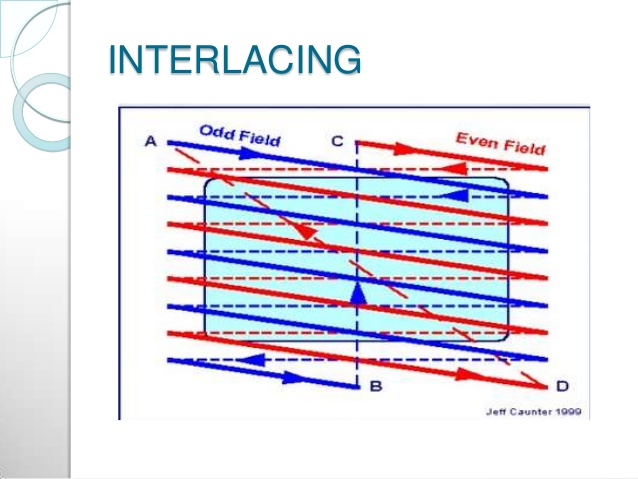 INTERLACING
A Odd Field C Even Field
B D
Jeff Caunter 1999